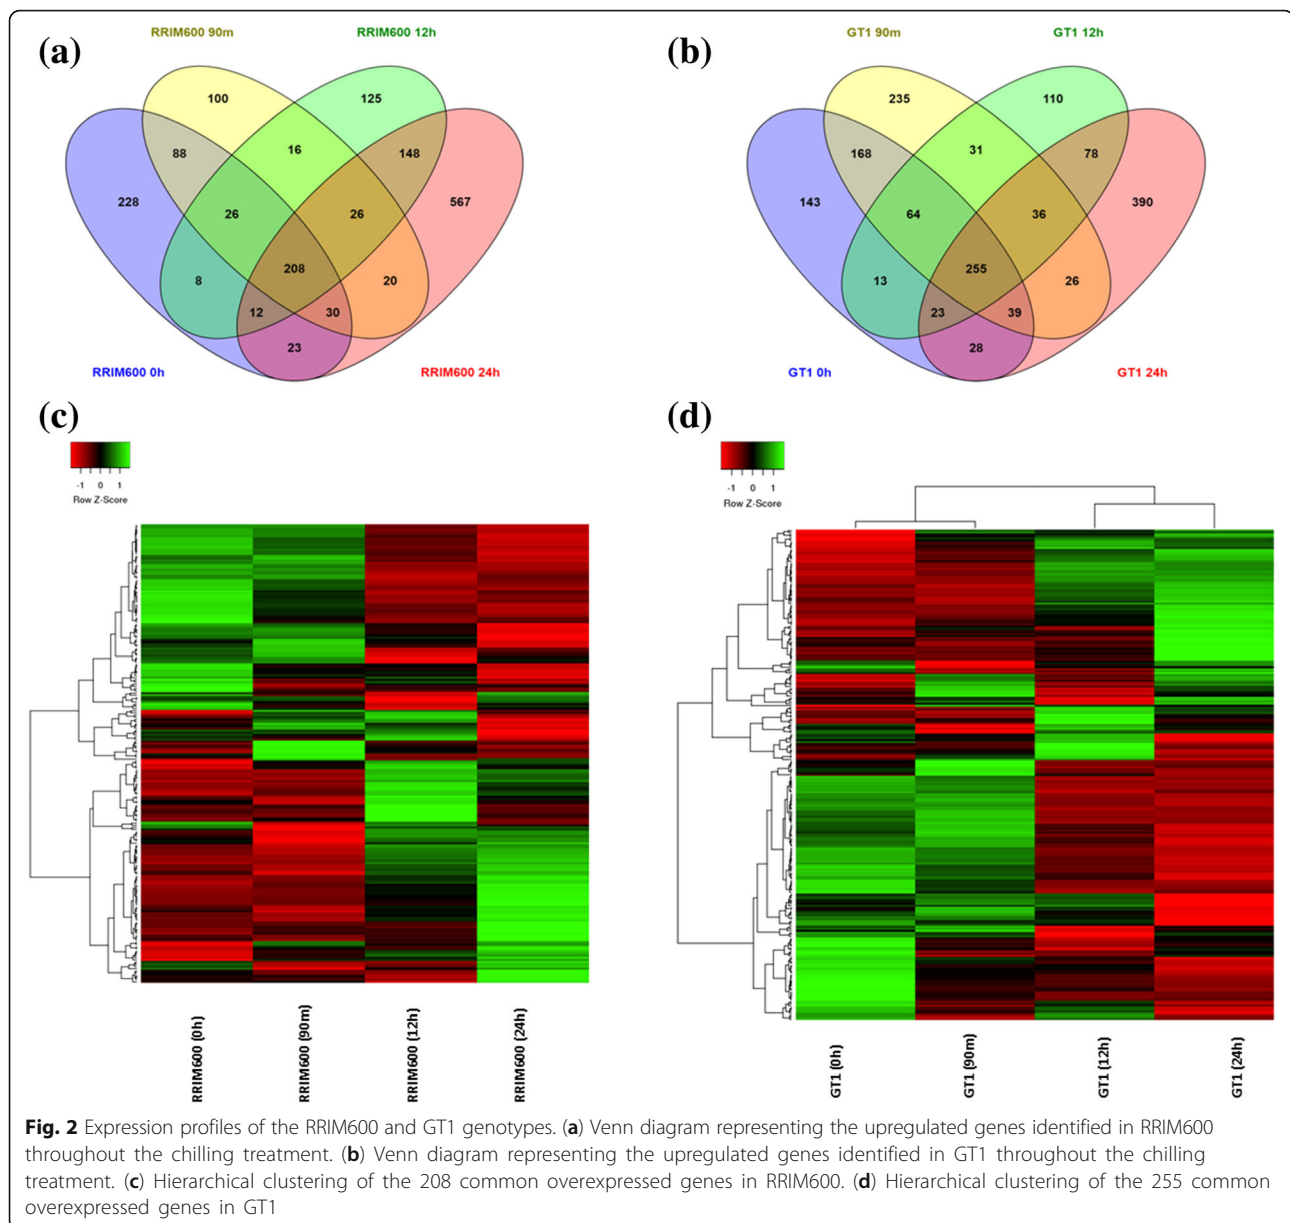 (a)
RRIM600 90m
RRIM600 12h
100
125
88
16
148
228
26
26
567
8
208
20
12
30
23
RRIM600 0h
RRIM600 24h
(b)
GT1 90m
GT1 12h
235
110
168
31
78
143
64
36
390
13
255
26
23
39
28
GT1 0h
GT1 24h
(c)
-1 0 1
Row Z-Score
RRIM600 (0h)
RRIM600 (90m)
RRIM600 (12h)
RRIM600 (24h)
(d)
-1 0 1
Row Z-Score
GT1 (0h)
GT1 (90m)
GT1 (12h)
GT1 (24h)
Fig. 2 Expression profiles of the RRIM600 and GT1 genotypes. (a) Venn diagram representing the upregulated genes identified in RRIM600
throughout the chilling treatment. (b) Venn diagram representing the upregulated genes identified in GT1 throughout the chilling
treatment. (c) Hierarchical clustering of the 208 common overexpressed genes in RRIM600. (d) Hierarchical clustering of the 255 common
overexpressed genes in GT1